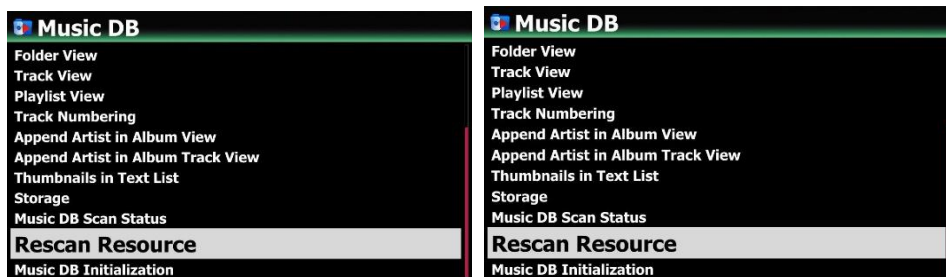 Music DB
Folder View
Track View
Playlist View
Track Numbering
Append Artist in Album View
Append Artist in Album Track View
Thumbnails in Text List
Storage
Music DB Scan Status
Rescan Resource
Music DB Initialization
Music DB
Folder View
Track View
Playlist View
Track Numbering
Append Artist in Album View
Append Artist in Album Track View
Thumbnails in Text List
Storage
Music DB Scan Status
Rescan Resource
Music DB Initialization